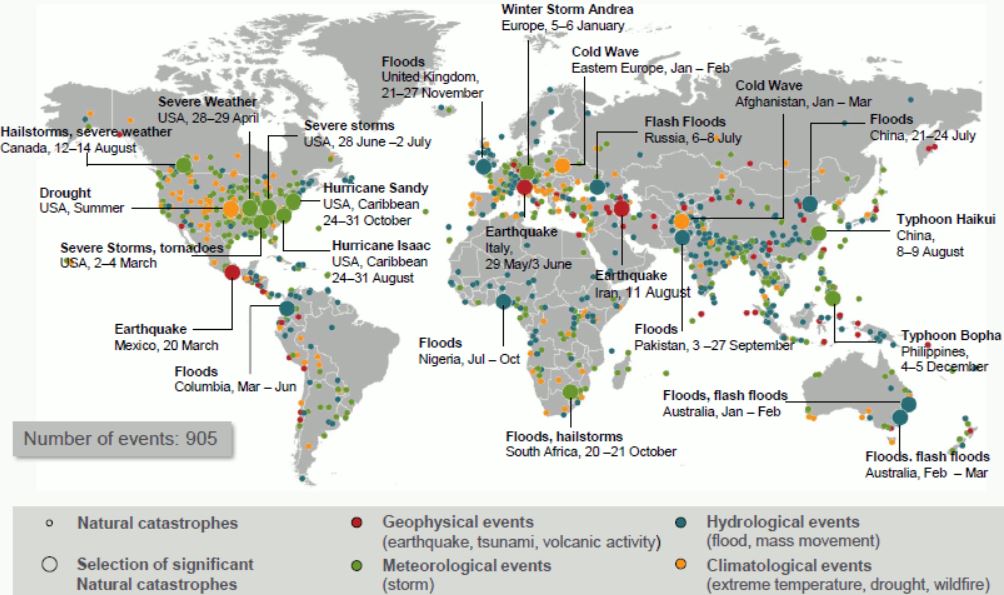 Winter Storm Andrea
Europe, 5–6 January
Cold Wave
Eastern Europe, Jan – Feb
Floods
United Kingdom,
21–27 November
Cold Wave
Afghanistan, Jan – Mar
Severe Weather
USA, 28–29 April
Severe storms
USA, 28 June –2 July
Flash Floods
Russia, 6–8 July
Floods
China, 21–24 July
Hailstorms, severe weather
Canada, 12–14 August
Drought
USA, Summer
Hurricane Sandy
USA, Caribbean
24–31 October
Typhoon Haikui
China,
8–9 August
Severe Storms, tornadoes
USA, 2–4 March
Hurricane Isaac
USA, Caribbean
24–31 August
Earthquake
Italy,
29 May/3 June
Earthquake
Iran, 11 August
Earthquake
Mexico, 20 March
Floods
Nigeria, Jul – Oct
Floods
Pakistan, 3 –27 September
Typhoon Bopha
Philippines,
4–5 December
Floods
Columbia, Mar – Jun
Floods, flash floods
Australia, Jan – Feb
Number of events: 905
Floods, hailstorms
South Africa, 20 –21 October
Floods. flash floods
Australia, Feb – Mar
Natural catastrophes
Selection of significant
Natural catastrophes
Geophysical events
(earthquake, tsunami, volcanic activity)
Meteorological events
(storm)
Hydrological events
(flood, mass movement)
Climatological events
(extreme temperature, drought, wildfire)